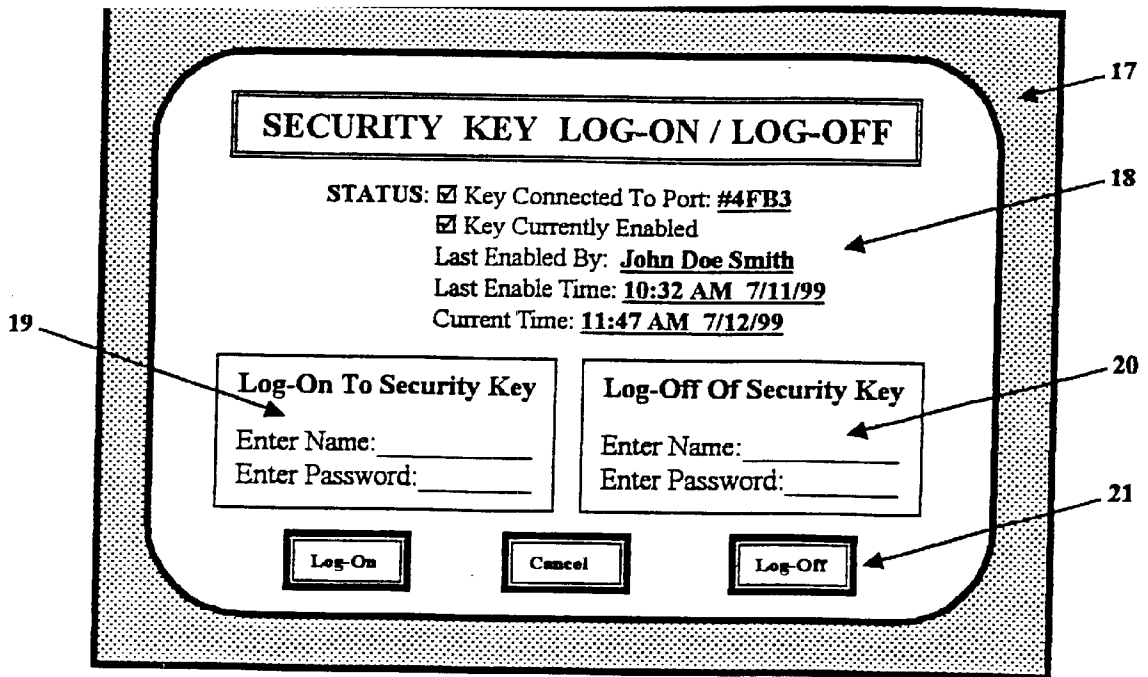 17
SECURITY KEY LOG-ON / LOG-OFF
18
STATUS: ☑ Key Connected To Port: #4FB3
☑ Key Currently Enabled
Last Enabled By: John Doe Smith
Last Enable Time: 10:32 AM 7/11/99
Current Time: 11:47 AM 7/12/99
19
Log-On To Security Key
Enter Name:
Enter Password:
20
Log-Off Of Security Key
Enter Name:
Enter Password:
21
Log-On
Cancel
Log-Off